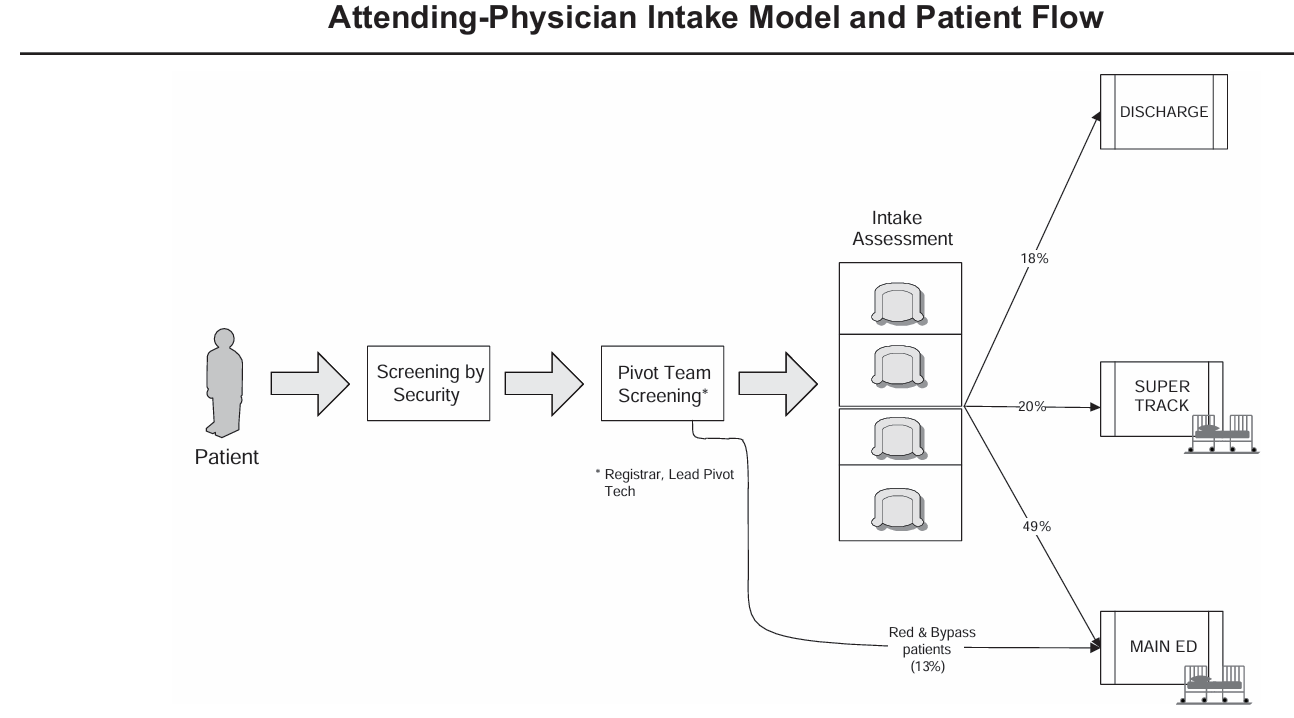 Attending-Physician Intake Model and Patient Flow
DISCHARGE
Intake
Assessment
18%
Screening by
Security
Pivot Team
Screening*
SUPER
TRACK
20%
Patient
* Registrar, Lead Pivot
Tech
49%
Red & Bypass
patients
(13%)
MAIN ED